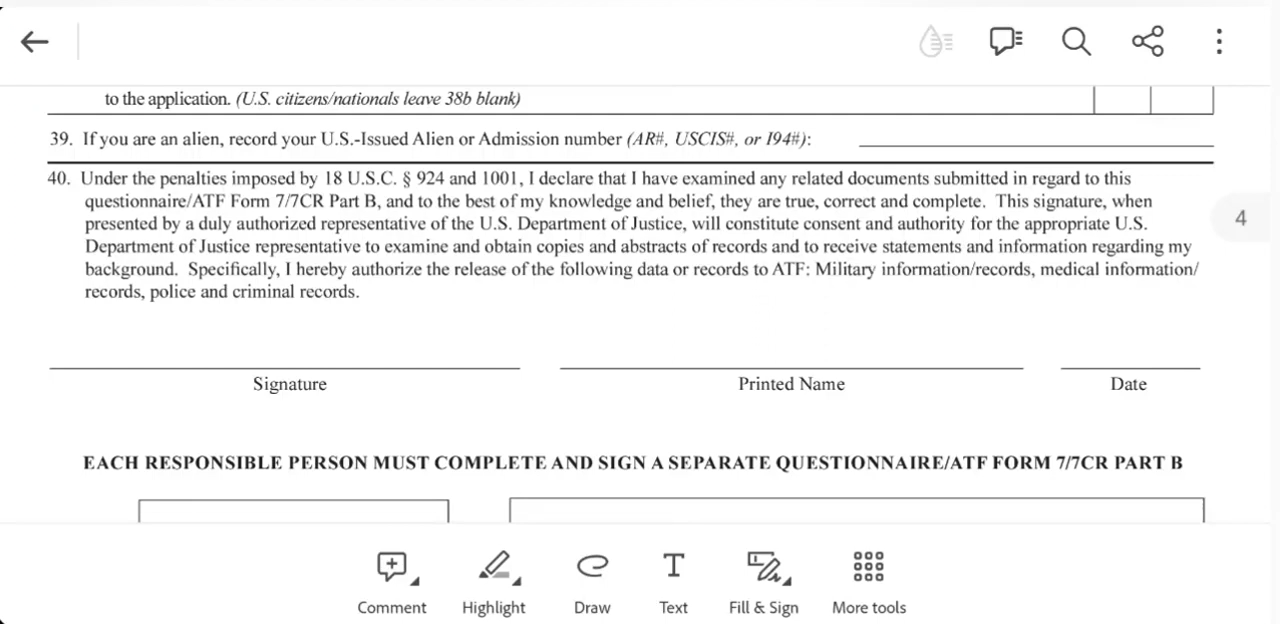 to the application. (U.S. citizens/nationals leave 38b blank)
39. If you are an alien, record your U.S.-Issued Alien or Admission number (AR#, USCIS#, or I94#):
40. Under the penalties imposed by 18 U.S.C. § 924 and 1001, I declare that I have examined any related documents submitted in regard to this
questionnaire/ATF Form 7/7CR Part B, and to the best of my knowledge and belief, they are true, correct and complete. This signature, when
presented by a duly authorized representative of the U.S. Department of Justice, will constitute consent and authority for the appropriate U.S.
Department of Justice representative to examine and obtain copies and abstracts of records and to receive statements and information regarding my
background. Specifically, I hereby authorize the release of the following data or records to ATF: Military information/records, medical information/
records, police and criminal records.
4
Signature Printed Name Date
EACH RESPONSIBLE PERSON MUST COMPLETE AND SIGN A SEPARATE QUESTIONNAIRE/ATF FORM 7/7CR PART B
Comment Highlight Draw Text Fill & Sign More tools